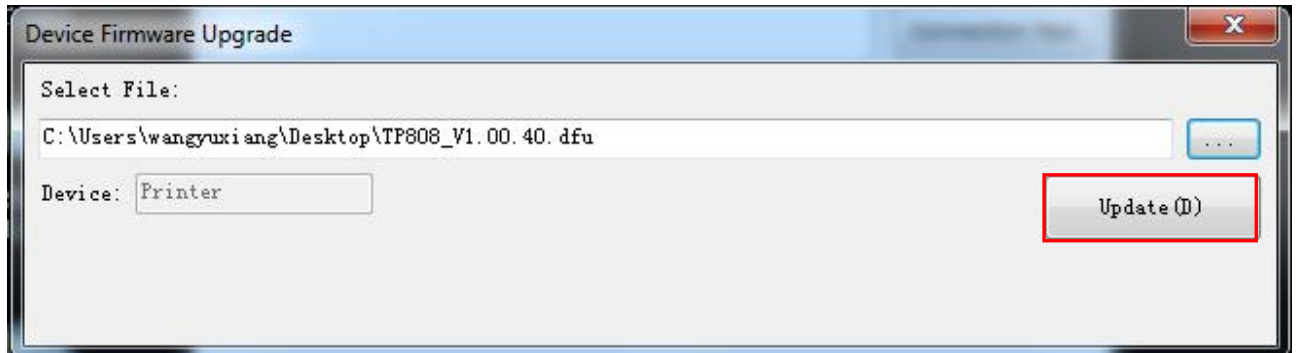 Device Firmware Upgrade
Select File:
C:\Users\wangyuxiang\Desktop\TP808_V1.00.40.dfu
...
Device: Printer
Update(D)